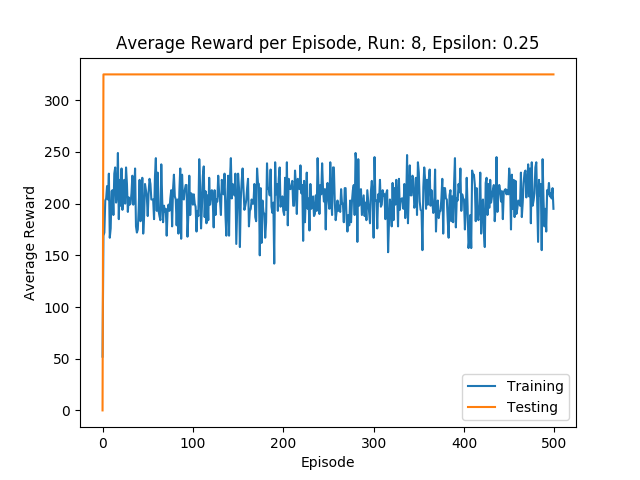 Average Reward per Episode, Run: 8, Epsilon: 0.25
Average Reward
300
250
200
150
100
50
0
0 100 200 300 400 500
Episode
Training
Testing